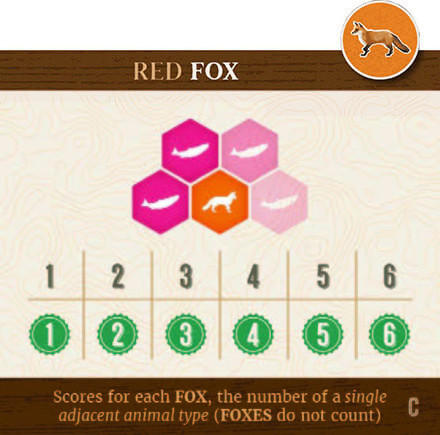 RED FOX
1 2 3 4 5 6
1 2 3 4 5 6
Scores for each FOX, the number of a single
adjacent animal type (FOXES do not count)
C